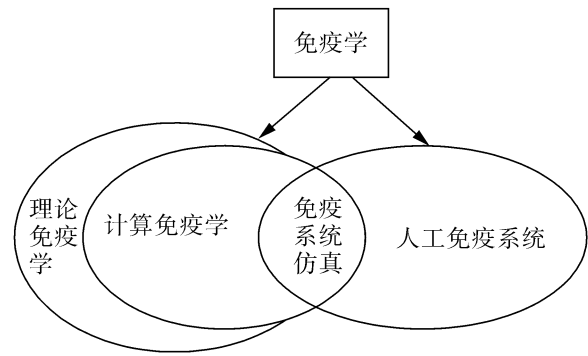 免疫学
理论
免疫
学
计算免疫学
免疫
系统
仿真
人工免疫系统